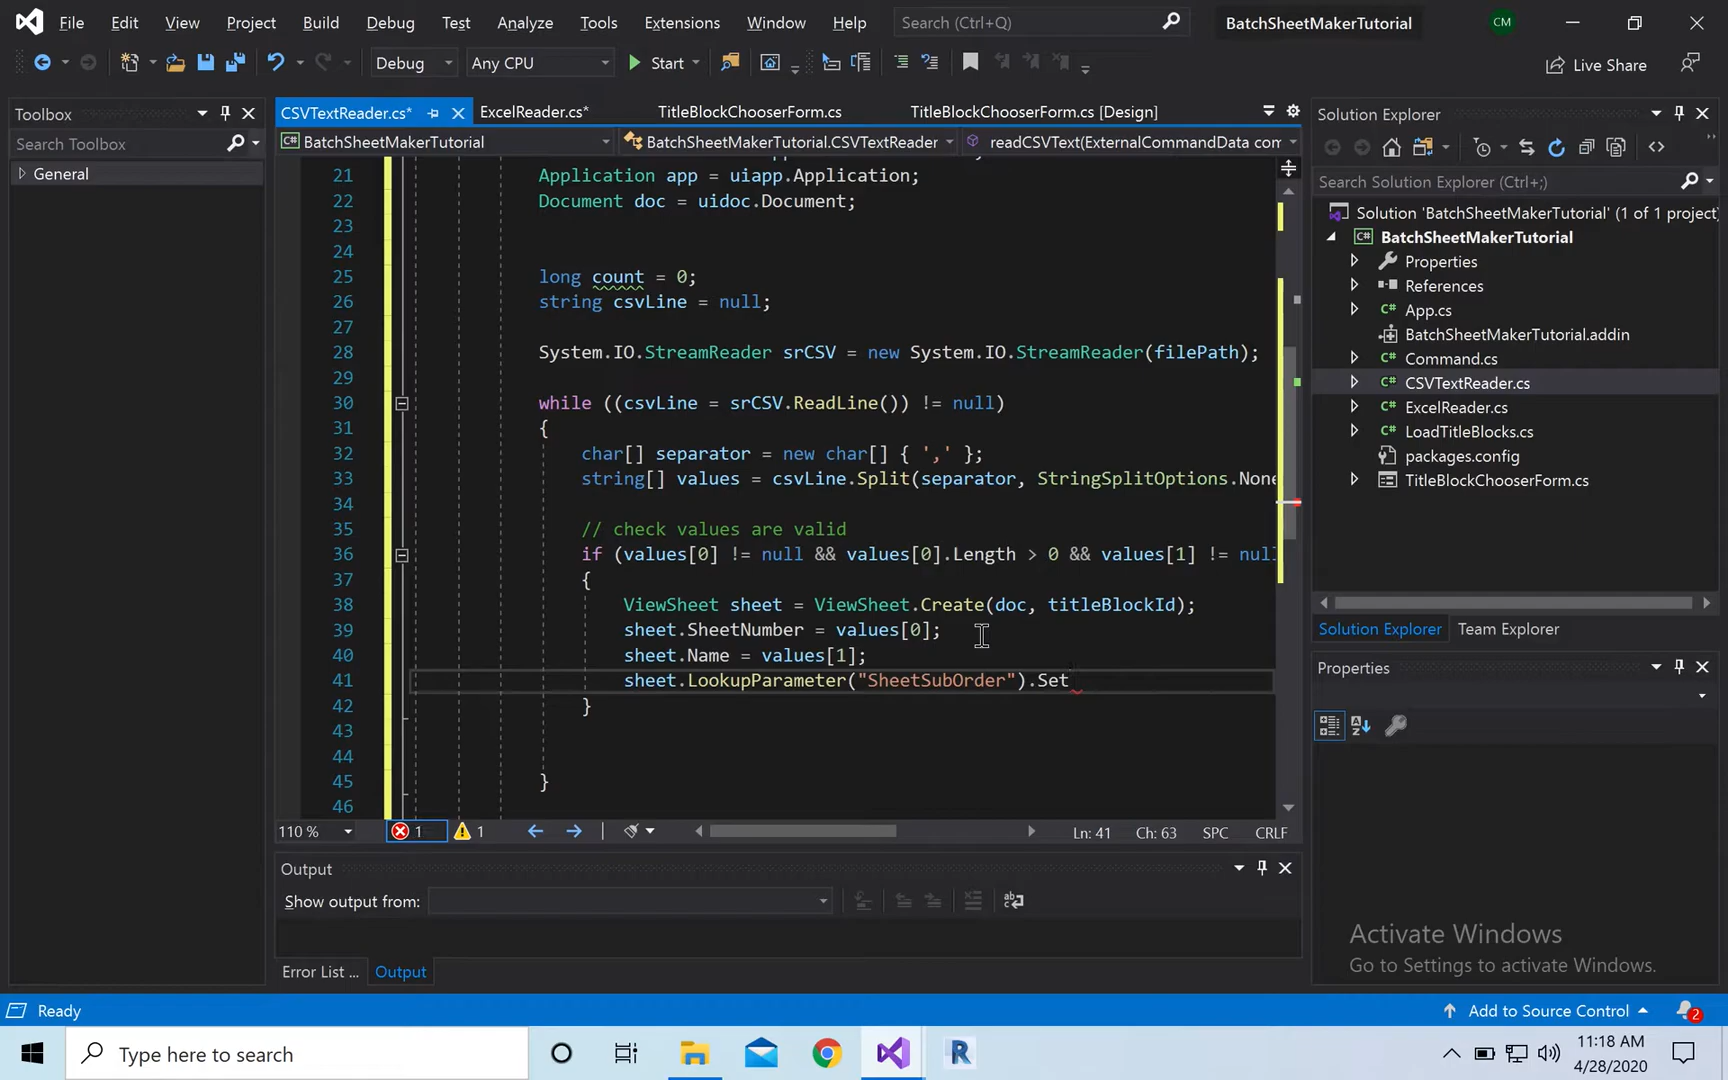 File Edit View Project Build Debug Test Analyze Tools Extensions Window Help Search (Ctrl+Q) BatchSheetMakerTutorial CM
Debug Any CPU Start Live Share
Toolbox
Search Toolbox
General
CSVTextReader.cs* ExcelReader.cs* TitleBlockChooserForm.cs TitleBlockChooserForm.cs [Design]
BatchSheetMakerTutorial BatchSheetMakerTutorial.CSVTextReader readCSVText(ExternalCommandData com
21 Application app = uiapp.Application;
22 Document doc = uidoc.Document;
23
24
25 long count = 0;
26 string csvLine = null;
27
28 System.IO.StreamReader srCSV = new System.IO.StreamReader(filePath);
29
30 while ((csvLine = srCSV.ReadLine()) != null)
31 {
32 char[] separator = new char[] { ',' };
33 string[] values = csvLine.Split(separator, StringSplitOptions.None
34
35 // check values are valid
36 if (values[0] != null && values[0].Length > 0 && values[1] != null
37 {
38 ViewSheet sheet = ViewSheet.Create(doc, titleBlockId);
39 sheet.SheetNumber = values[0];
40 sheet.Name = values[1];
41 sheet.LookupParameter("SheetSubOrder").Set
42 }
43
44
45 }
46
110 % 1 1 Ln: 41 Ch: 63 SPC CRLF
Output
Show output from:
Error List ... Output
Solution Explorer
Search Solution Explorer (Ctrl+;)
Solution 'BatchSheetMakerTutorial' (1 of 1 project)
BatchSheetMakerTutorial
Properties
References
App.cs
BatchSheetMakerTutorial.addin
Command.cs
CSVTextReader.cs
ExcelReader.cs
LoadTitleBlocks.cs
packages.config
TitleBlockChooserForm.cs
Solution Explorer Team Explorer
Properties
Activate Windows
Go to Settings to activate Windows.
Ready Add to Source Control 2
Type here to search
R
11:18 AM
4/28/2020